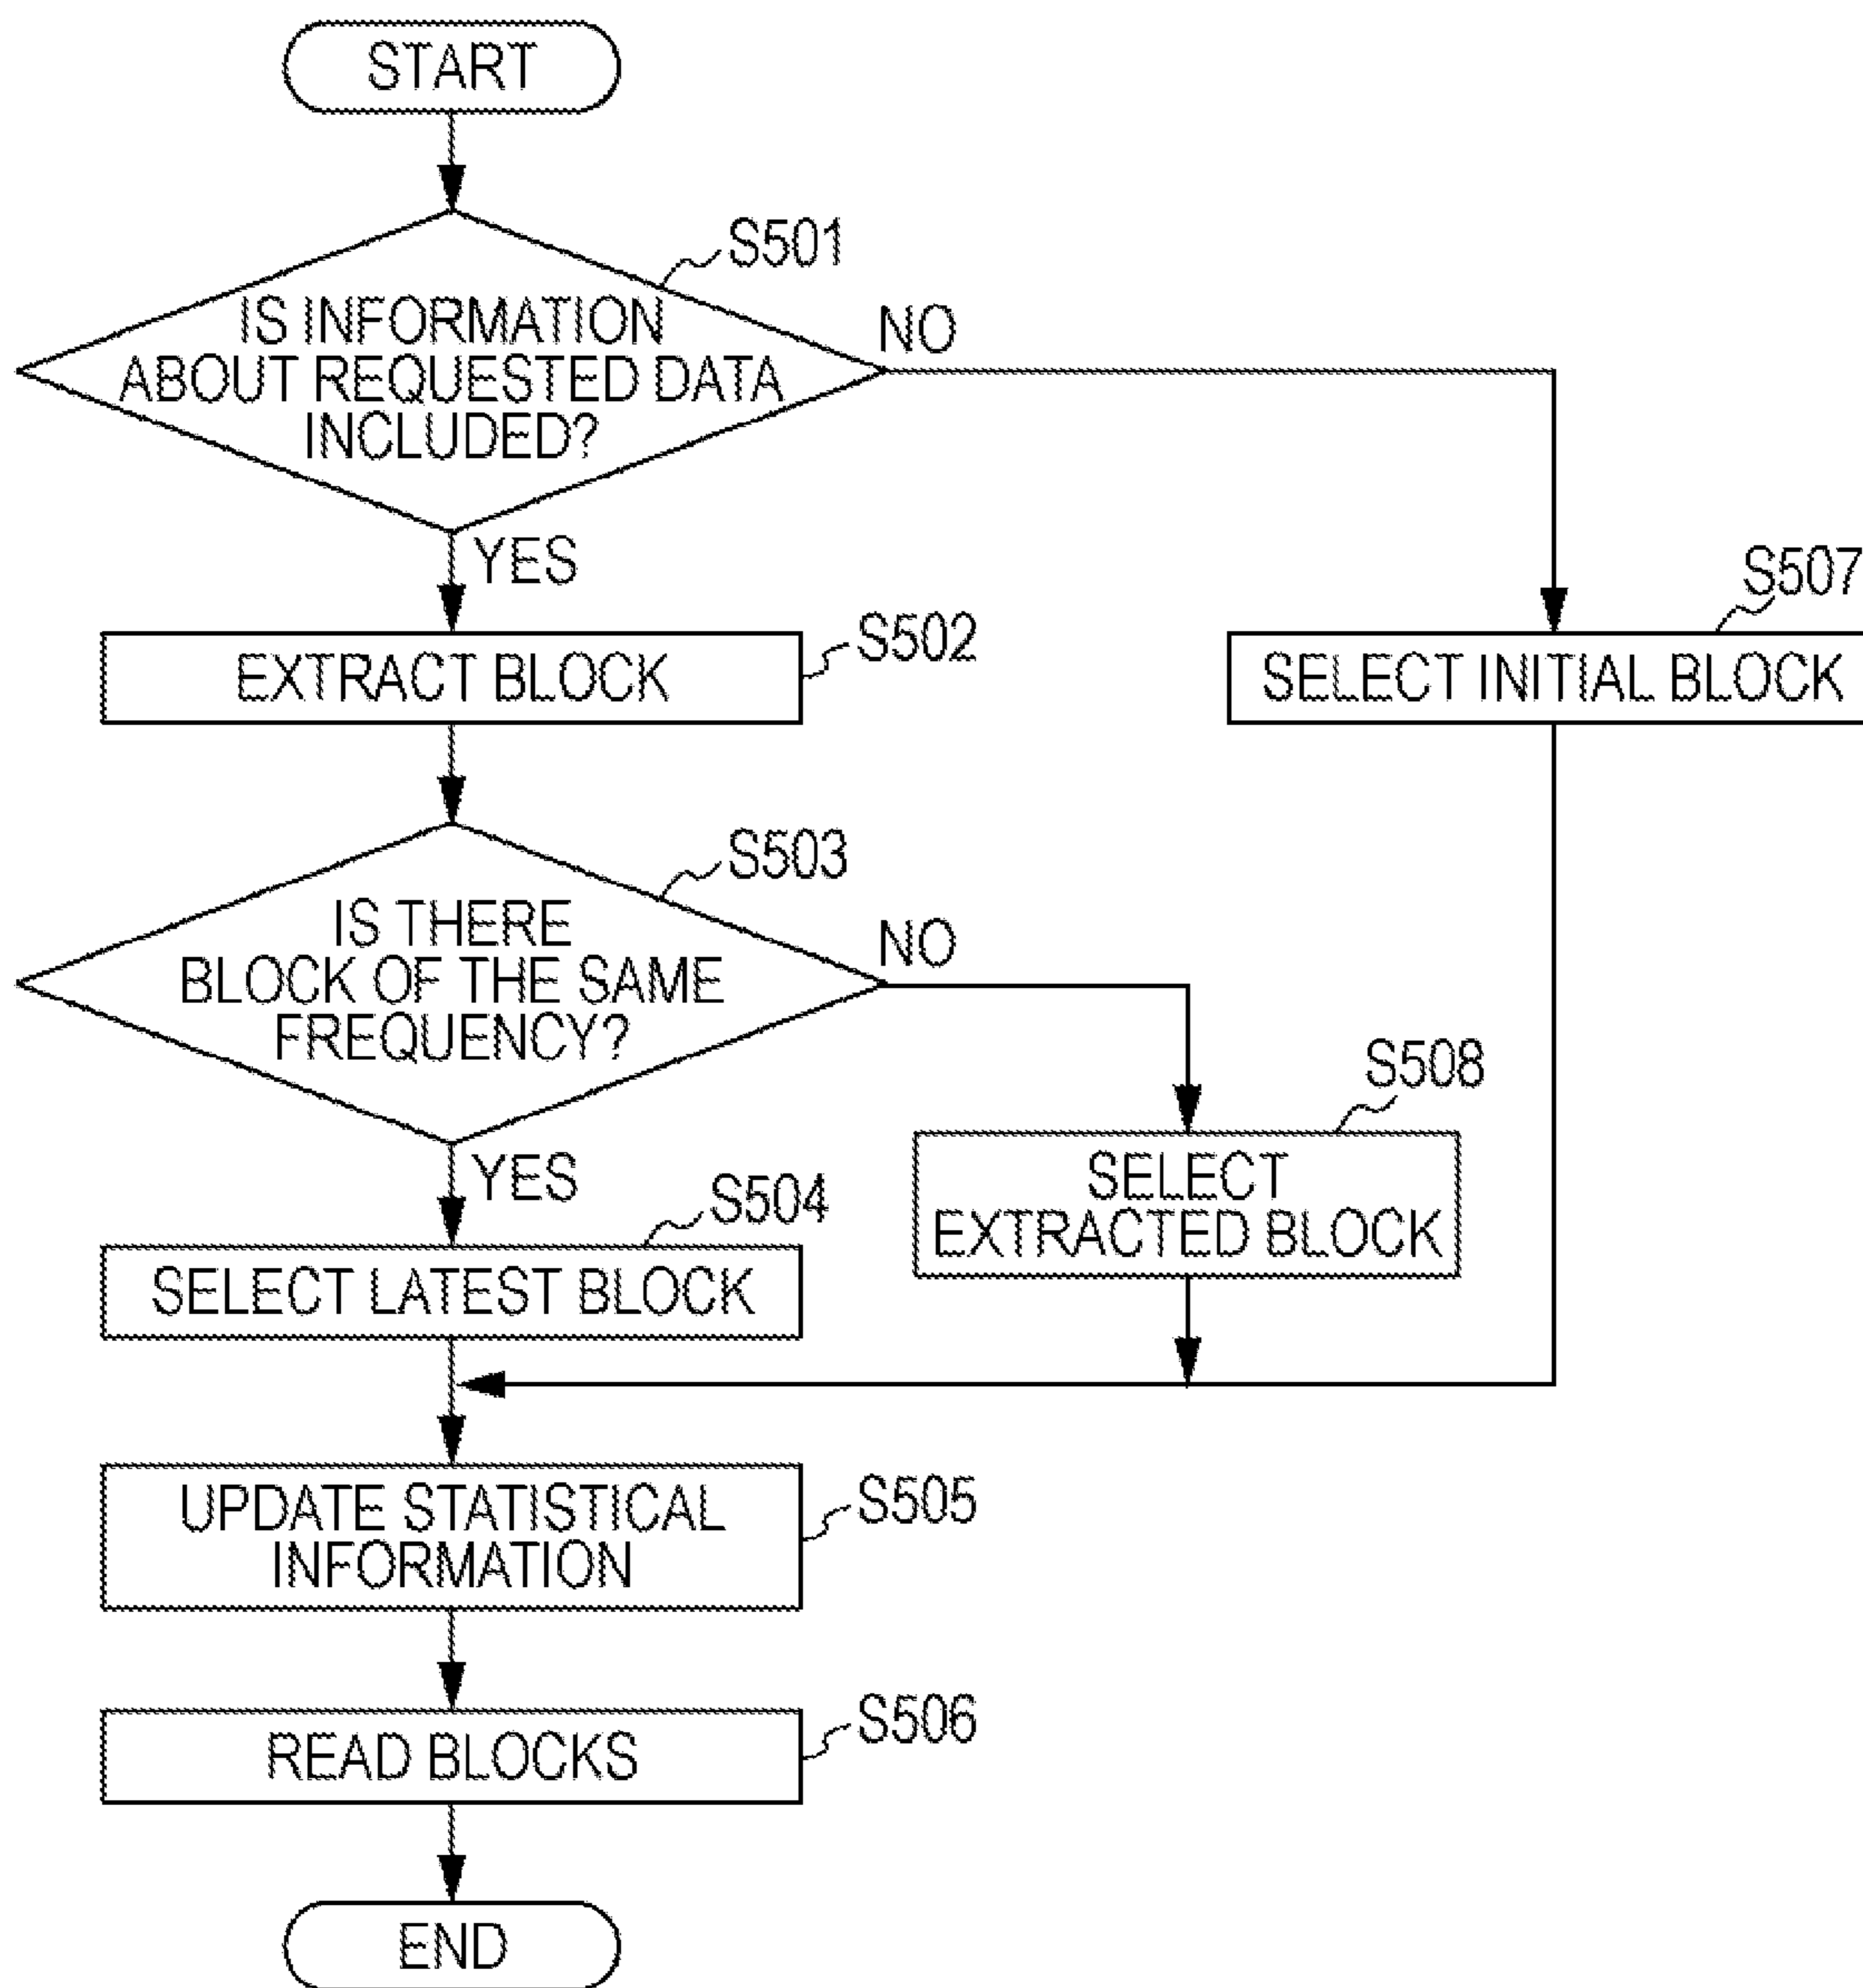 START
S501
IS INFORMATION
ABOUT REQUESTED DATA
INCLUDED?
NO
YES
S502
EXTRACT BLOCK
S507
SELECT INITIAL BLOCK
S503
IS THERE
BLOCK OF THE SAME
FREQUENCY?
NO
YES
S508
SELECT
EXTRACTED BLOCK
S504
SELECT LATEST BLOCK
S505
UPDATE STATISTICAL
INFORMATION
S506
READ BLOCKS
END